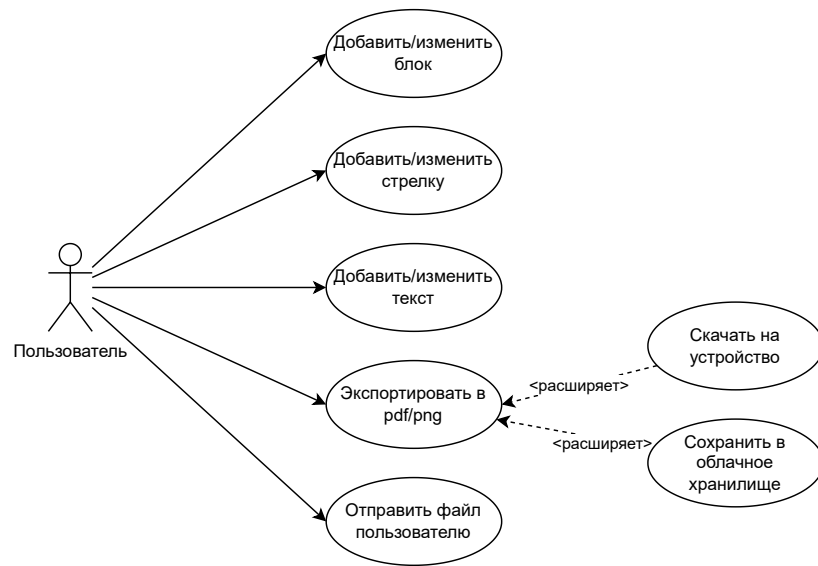 Добавить/изменить
блок
Добавить/изменить
стрелку
Добавить/изменить
текст
Пользователь
Экспортировать в
pdf/png
<расширяет>
Скачать на
устройство
<расширяет>
Сохранить в
облачное
хранилище
Отправить файл
пользователю